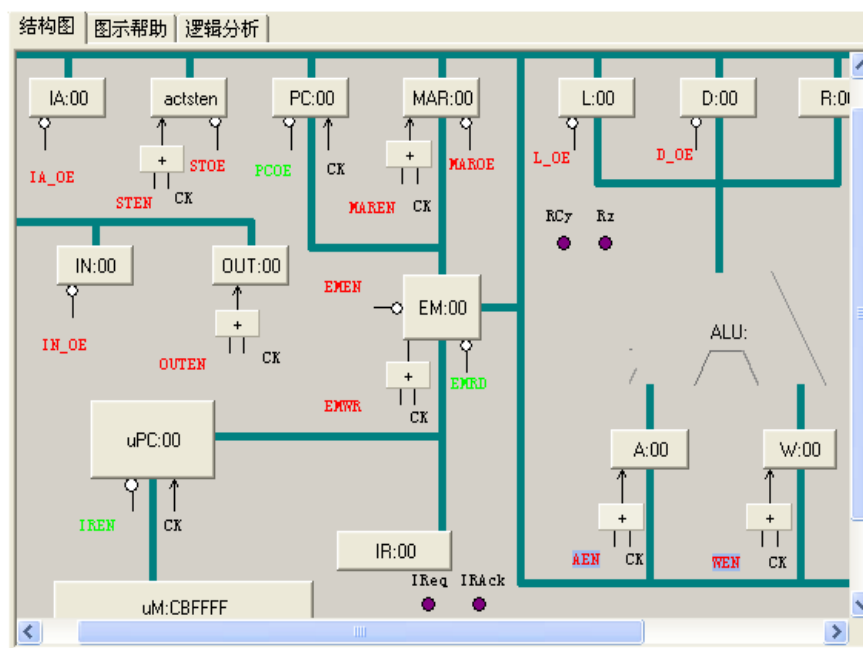 结构图 图示帮助 逻辑分析
IA:00 actsten PC:00 MAR:00 L:00 D:00
IA_OE STEN + CK STOE PCOE CK MAREN + CK MAROE L_OE D_OE
RCy Rz
IN:00 OUT:00 EMEN EM:00
IN_OE OUTEN + CK EMWR + CK EMRD
ALU:
uPC:00 A:00 W:00
IREN CK AEN + CK WEN + CK
IR:00
IReq IRAck
uM:CBFFFF